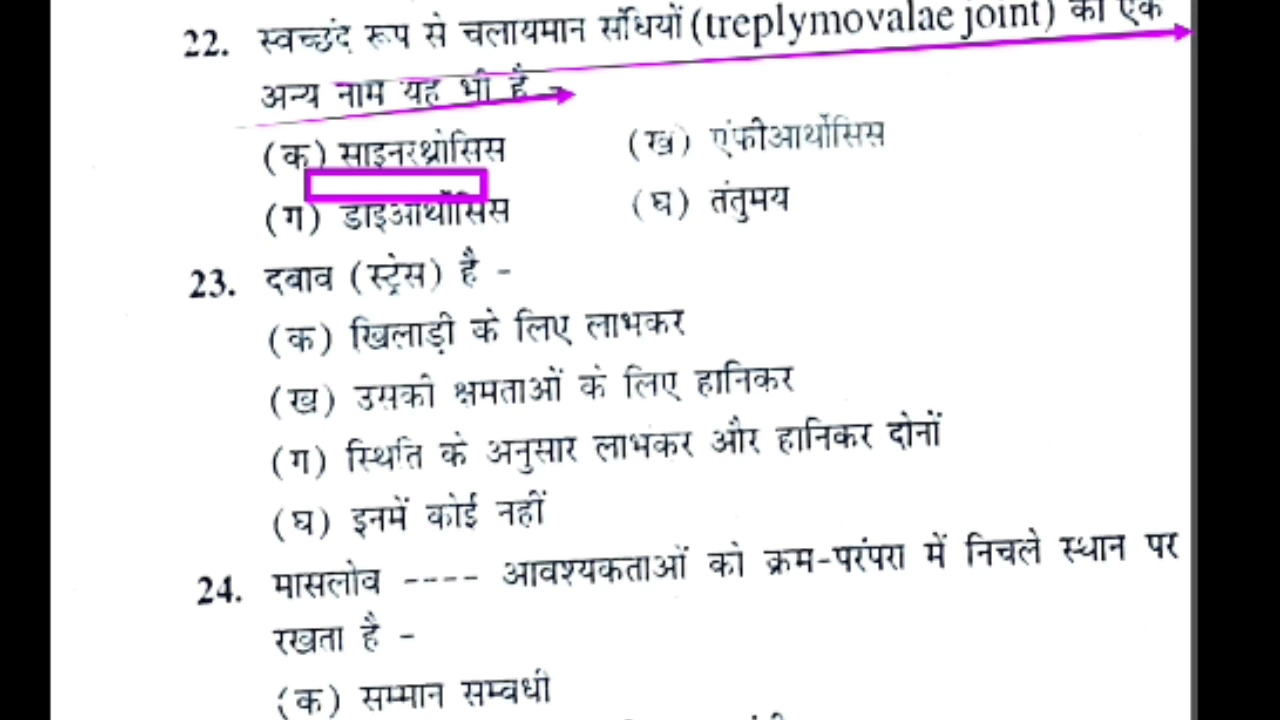 22. स्वच्छंद रूप से चलायमान संधियों (treplymovalae joint) का एक
अन्य नाम यह भी है -
(क) साइनरथ्रोसिस (ख) एंफीआर्थोसिस
(ग) डाइआर्थोसिस (घ) तंतुमय
23. दबाव (स्ट्रेस) है -
(क) खिलाड़ी के लिए लाभकर
(ख) उसकी क्षमताओं के लिए हानिकर
(ग) स्थिति के अनुसार लाभकर और हानिकर दोनों
(घ) इनमें कोई नहीं
24. मासलोव ---- आवश्यकताओं को क्रम-परंपरा में निचले स्थान पर
रखता है -
(क) सम्मान सम्बधी